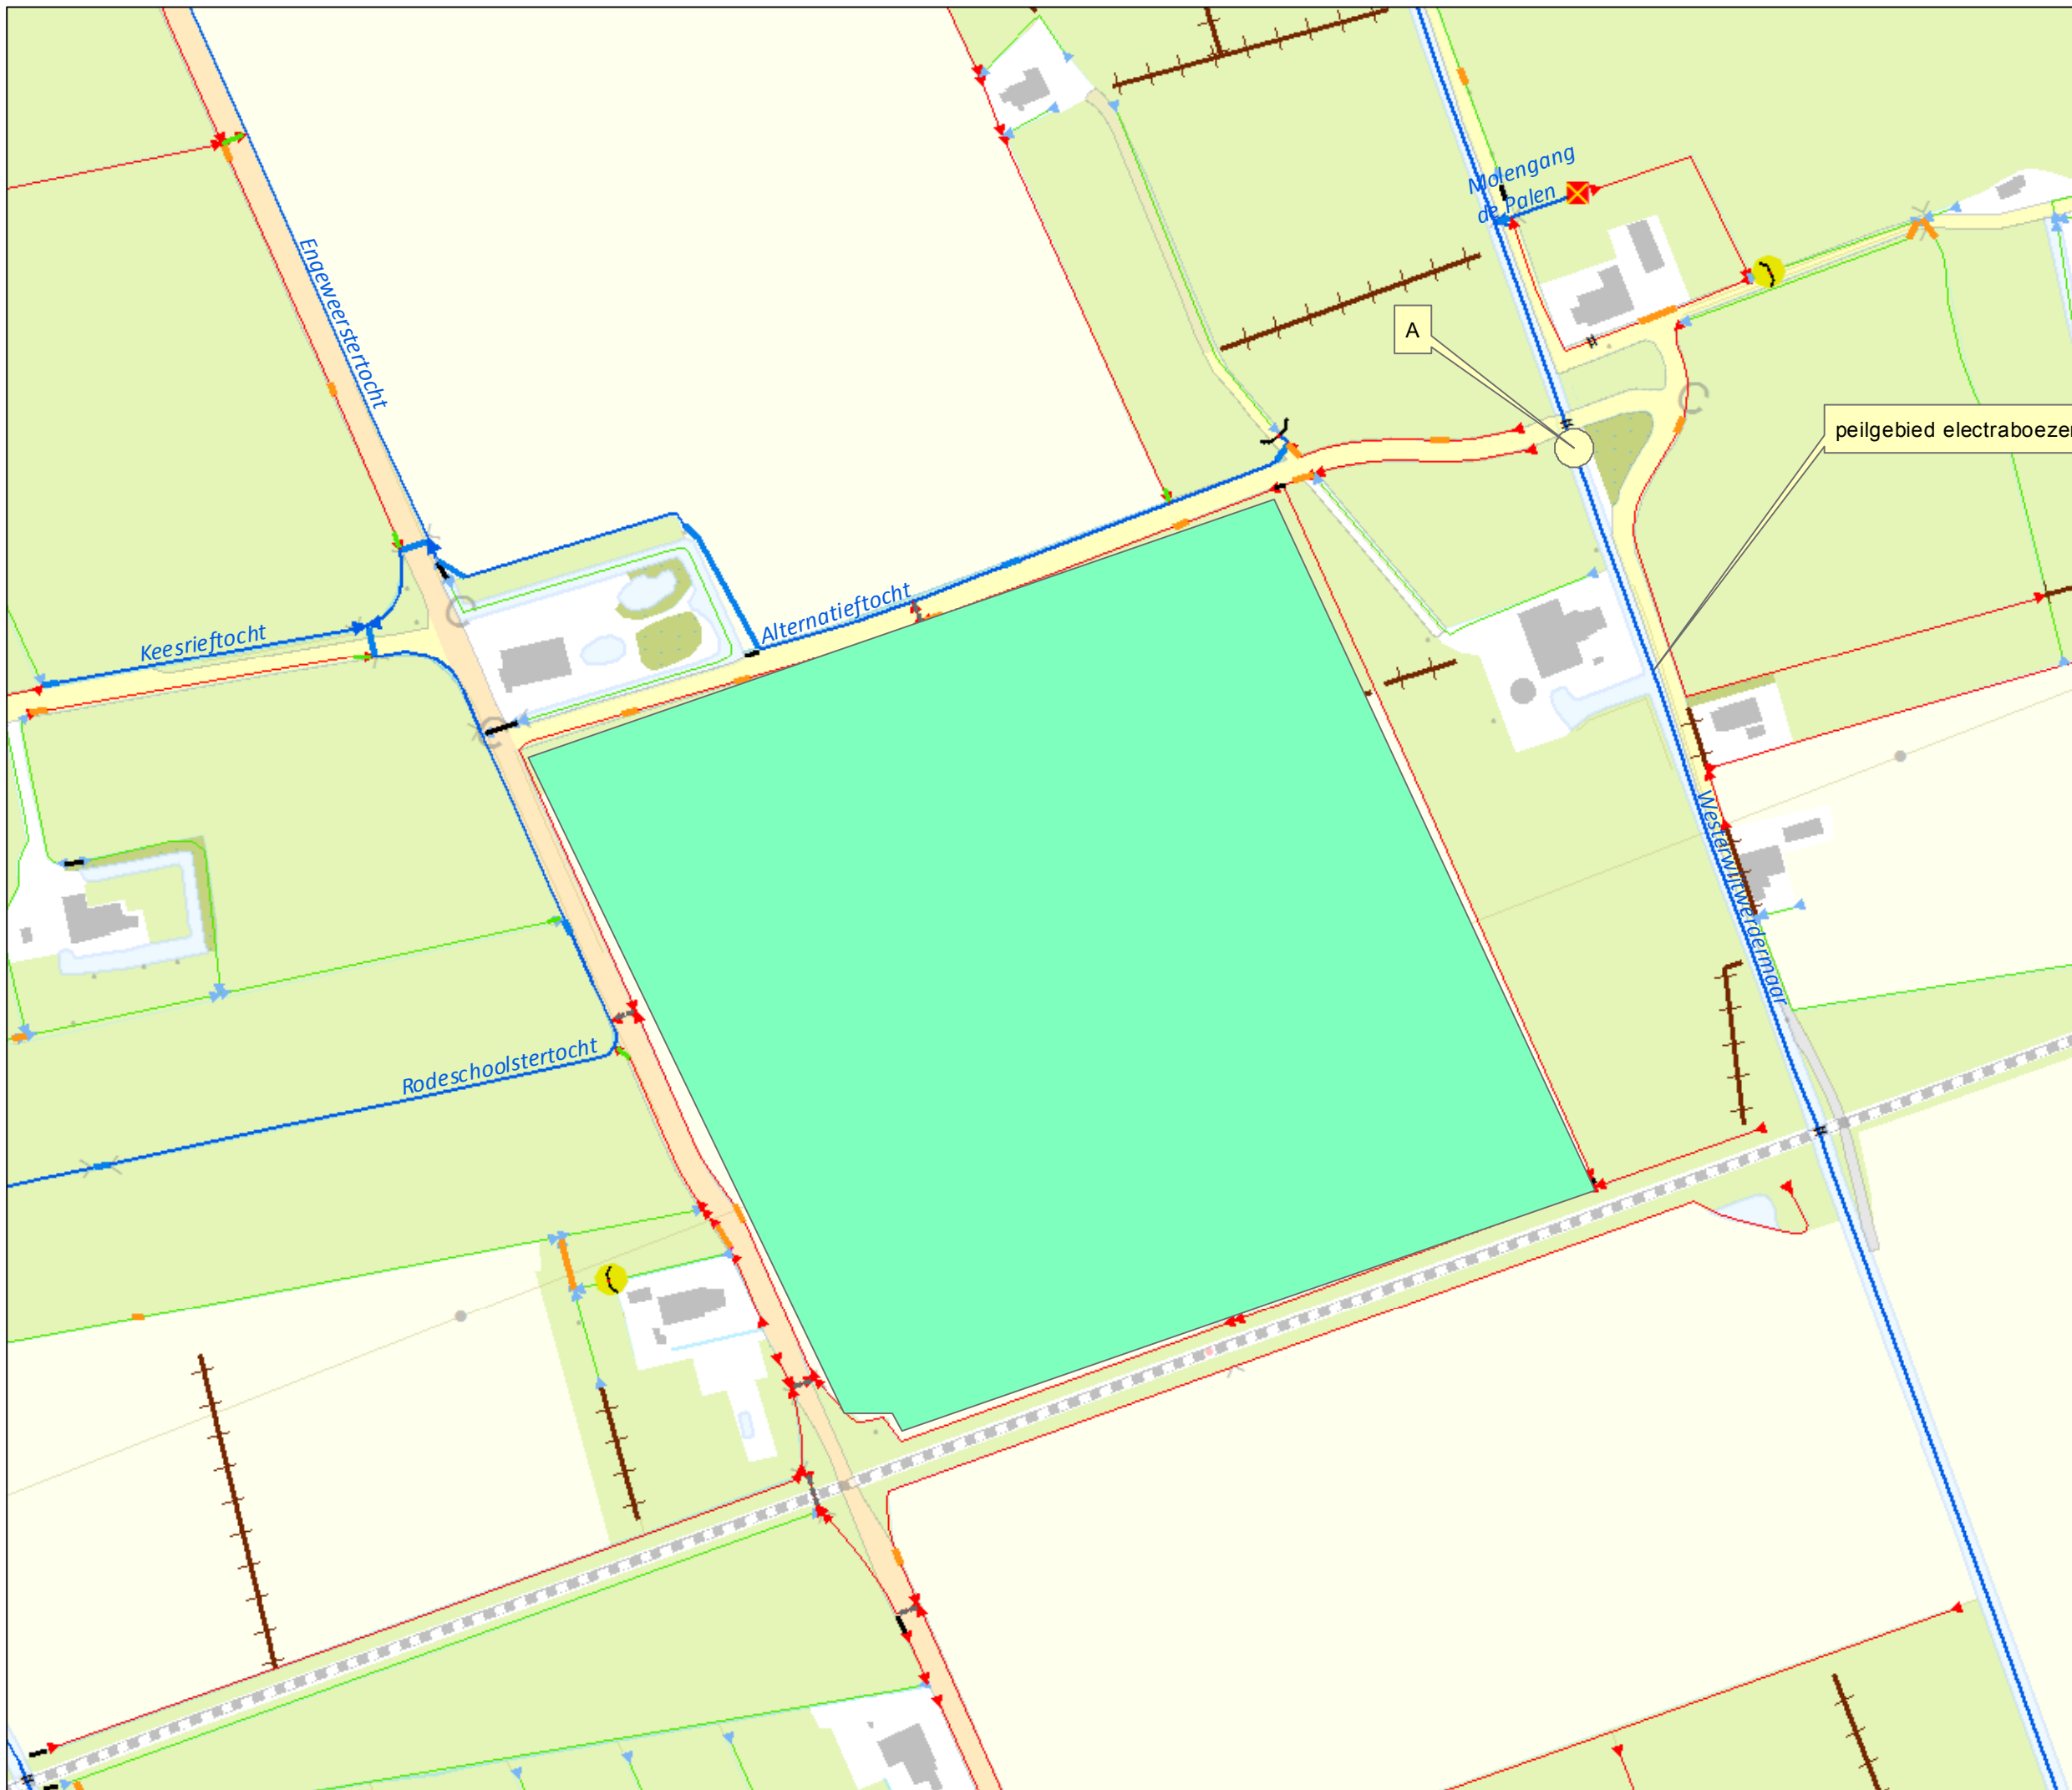 Molengang
de Palen
Engeweerstertocht
A
peilgebied electraboezem
Alternatieftocht
Keesrieftocht
Westerwijtwerdermaar
Rodeschoolstertocht